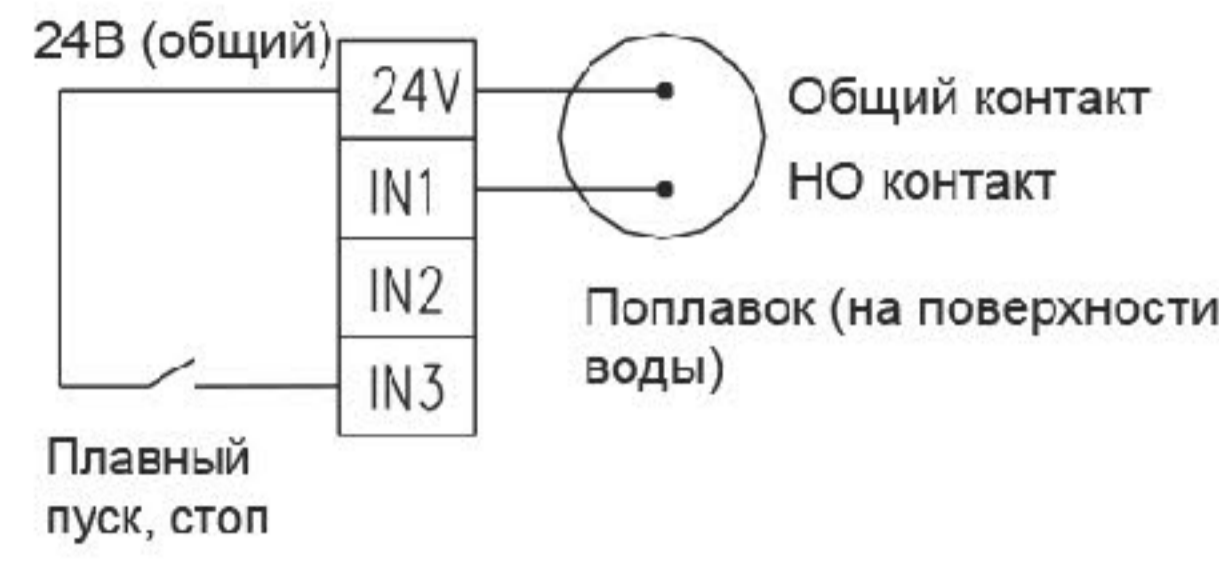 24В (общий)
24V
Общий контакт
IN1
НО контакт
IN2
Поплавок (на поверхности
воды)
IN3
Плавный
пуск, стоп